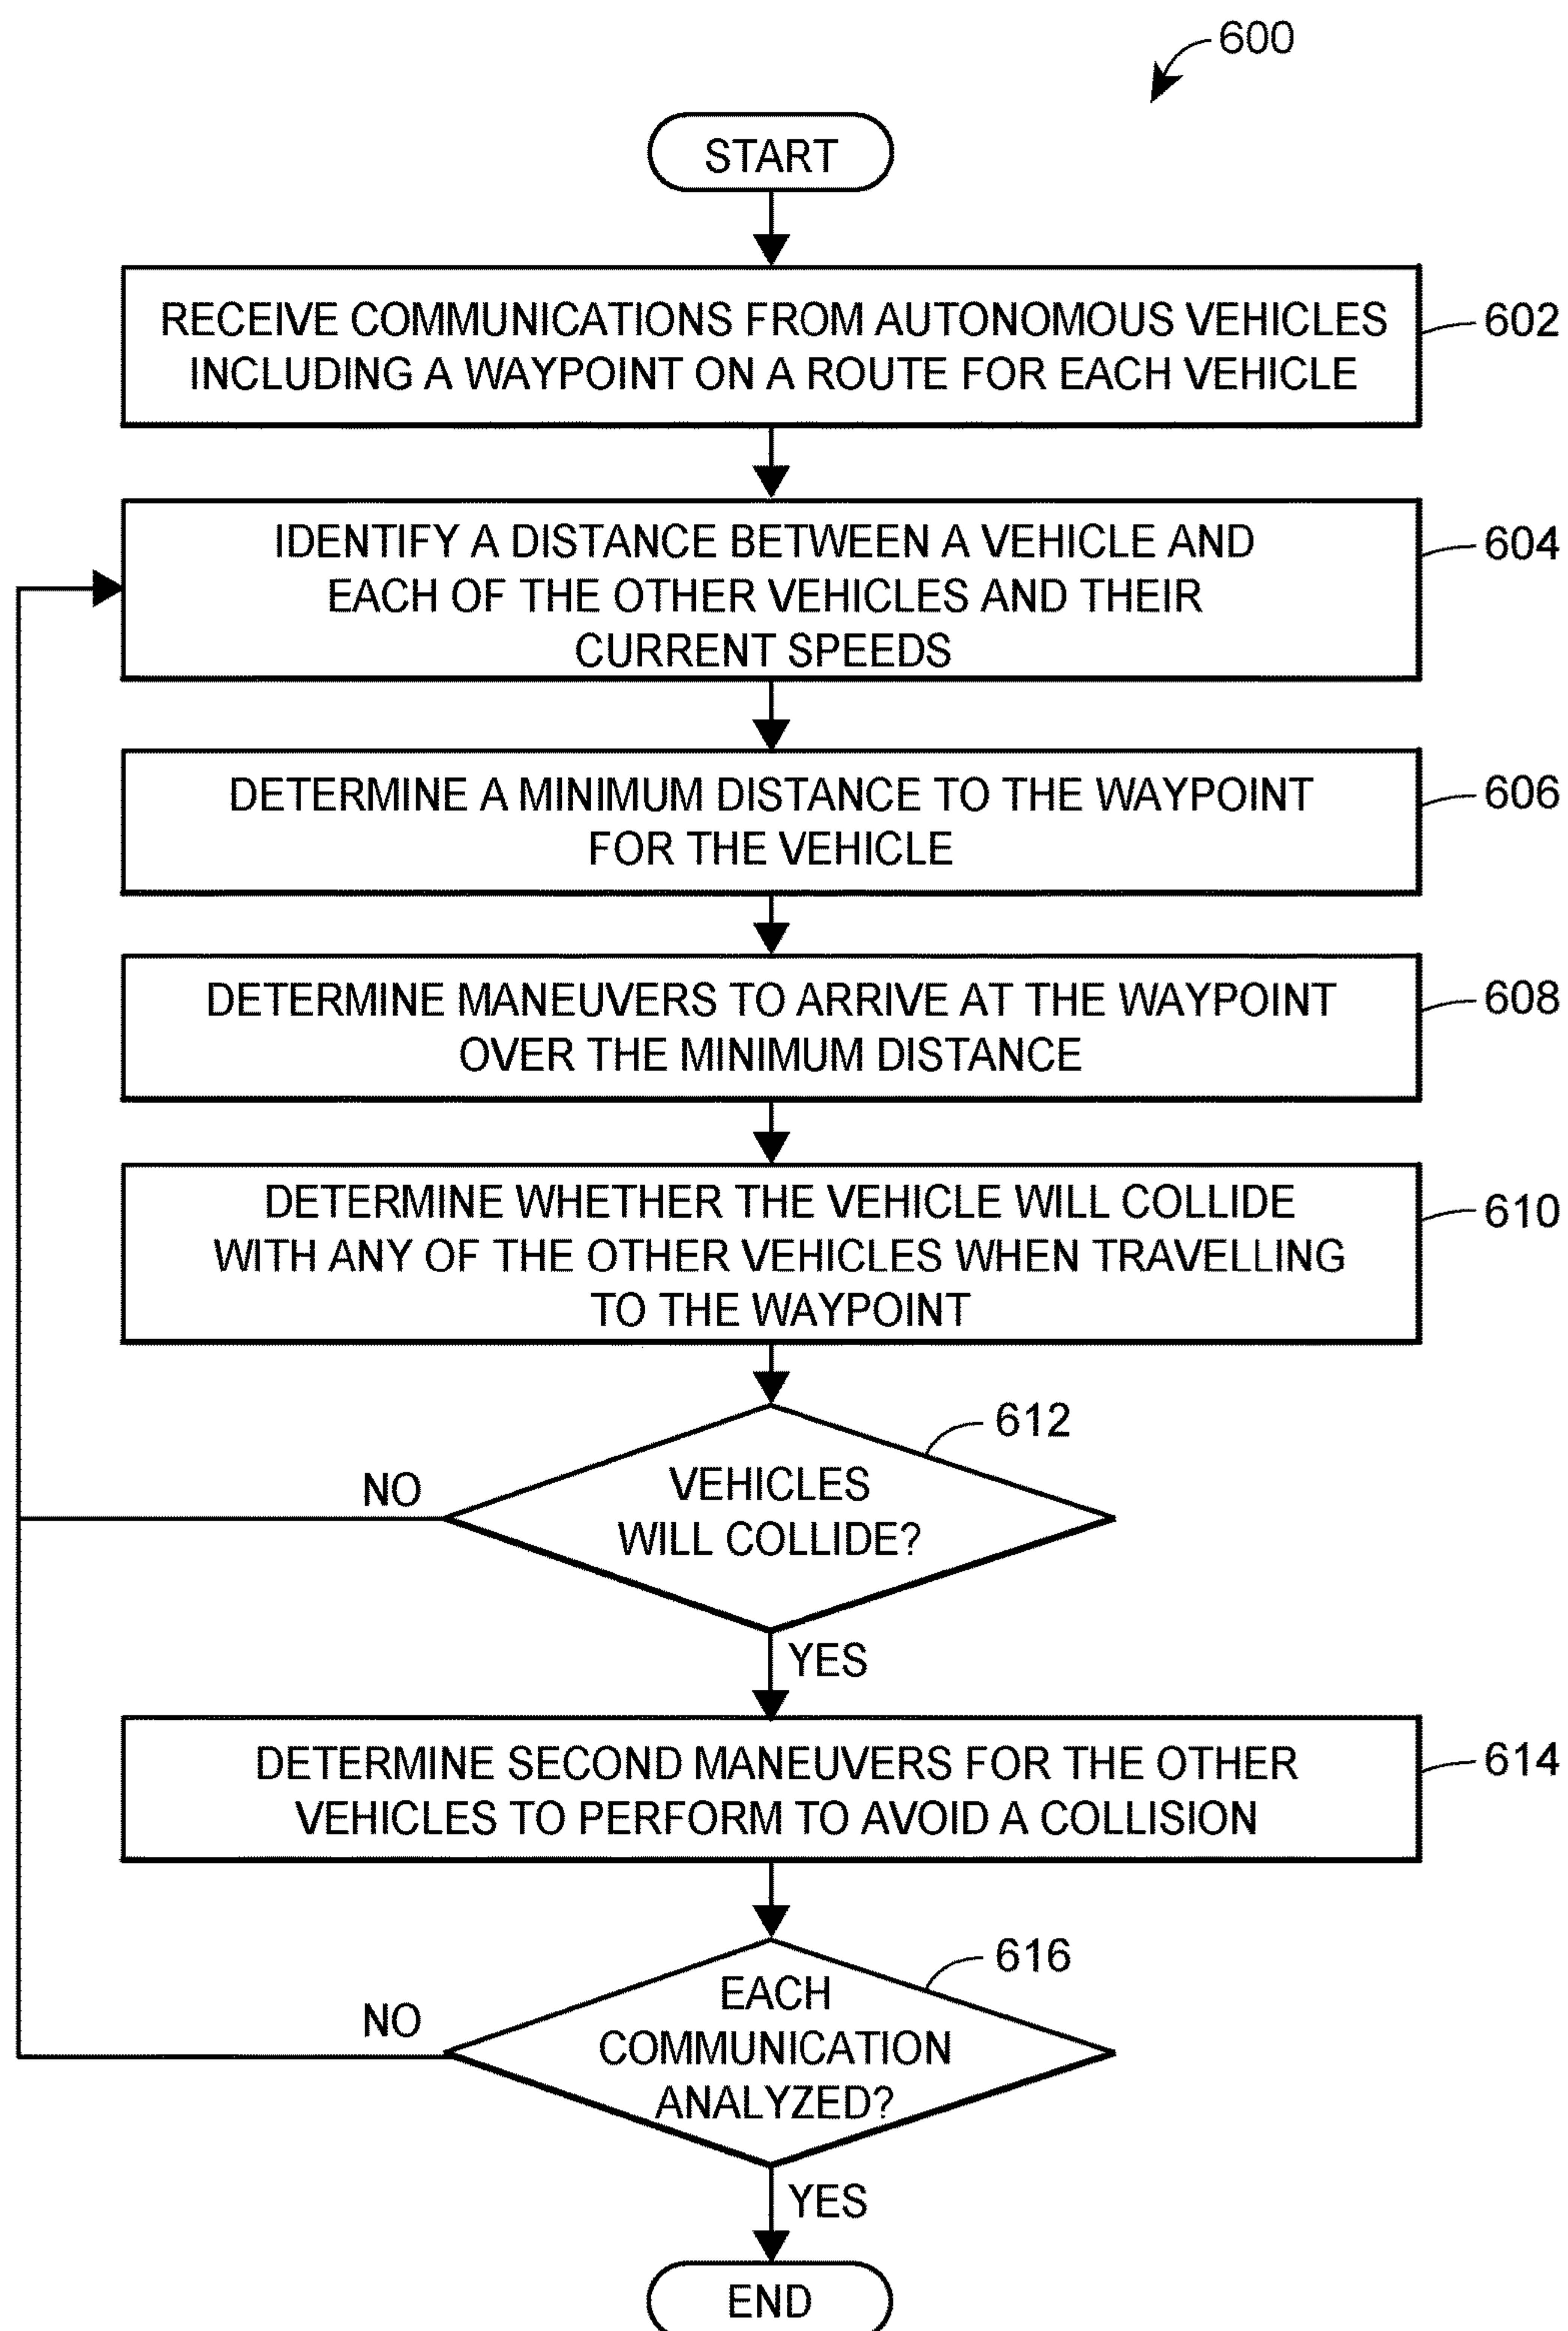 600
START
RECEIVE COMMUNICATIONS FROM AUTONOMOUS VEHICLES
INCLUDING A WAYPOINT ON A ROUTE FOR EACH VEHICLE
602
IDENTIFY A DISTANCE BETWEEN A VEHICLE AND
EACH OF THE OTHER VEHICLES AND THEIR
CURRENT SPEEDS
604
DETERMINE A MINIMUM DISTANCE TO THE WAYPOINT
FOR THE VEHICLE
606
DETERMINE MANEUVERS TO ARRIVE AT THE WAYPOINT
OVER THE MINIMUM DISTANCE
608
DETERMINE WHETHER THE VEHICLE WILL COLLIDE
WITH ANY OF THE OTHER VEHICLES WHEN TRAVELLING
TO THE WAYPOINT
610
612
VEHICLES
WILL COLLIDE?
NO
YES
DETERMINE SECOND MANEUVERS FOR THE OTHER
VEHICLES TO PERFORM TO AVOID A COLLISION
614
616
EACH
COMMUNICATION
ANALYZED?
NO
YES
END